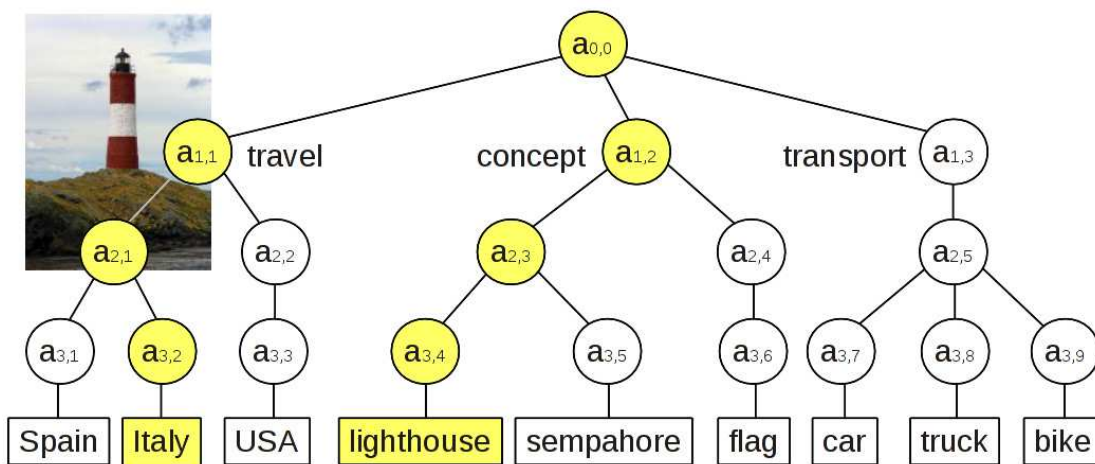 a0,0
a1,1 travel concept a1,2 transport a1,3
a2,1 a2,2 a2,3 a2,4 a2,5
a3,1 a3,2 a3,3 a3,4 a3,5 a3,6 a3,7 a3,8 a3,9
Spain Italy USA lighthouse sempahore flag car truck bike